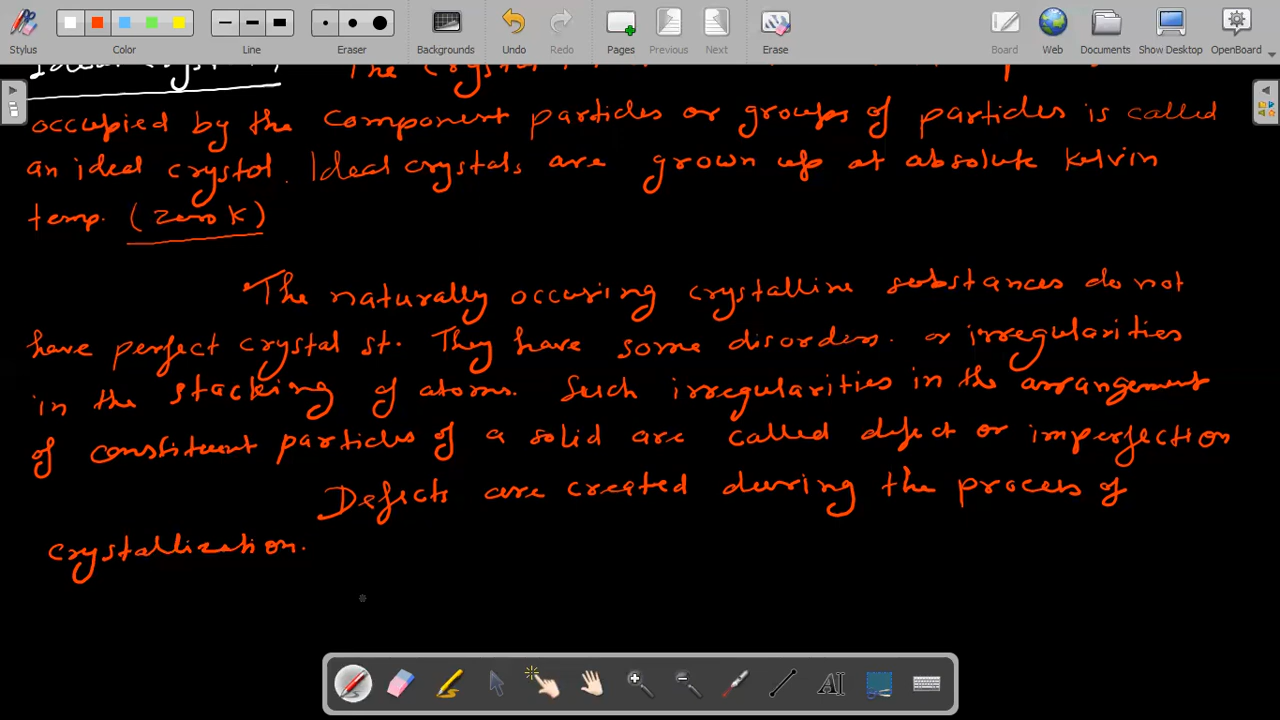 Stylus Color Line Eraser Backgrounds Undo Redo Pages Previous Next Erase Board Web Documents Show Desktop OpenBoard
The
occupied by the component particles or groups of particles is called
an ideal crystal. Ideal crystals are grown up at absolute kelvin
temp. (zero K)
The naturally occuring crystalline substances do not
have perfect crystal st. They have some disorders. or irregularities
in the stacking of atoms. Such irregularities in the arrangement
of constituent particles of a solid are called defect or imperfection
Defects are created during the process of
crystallization.
AI